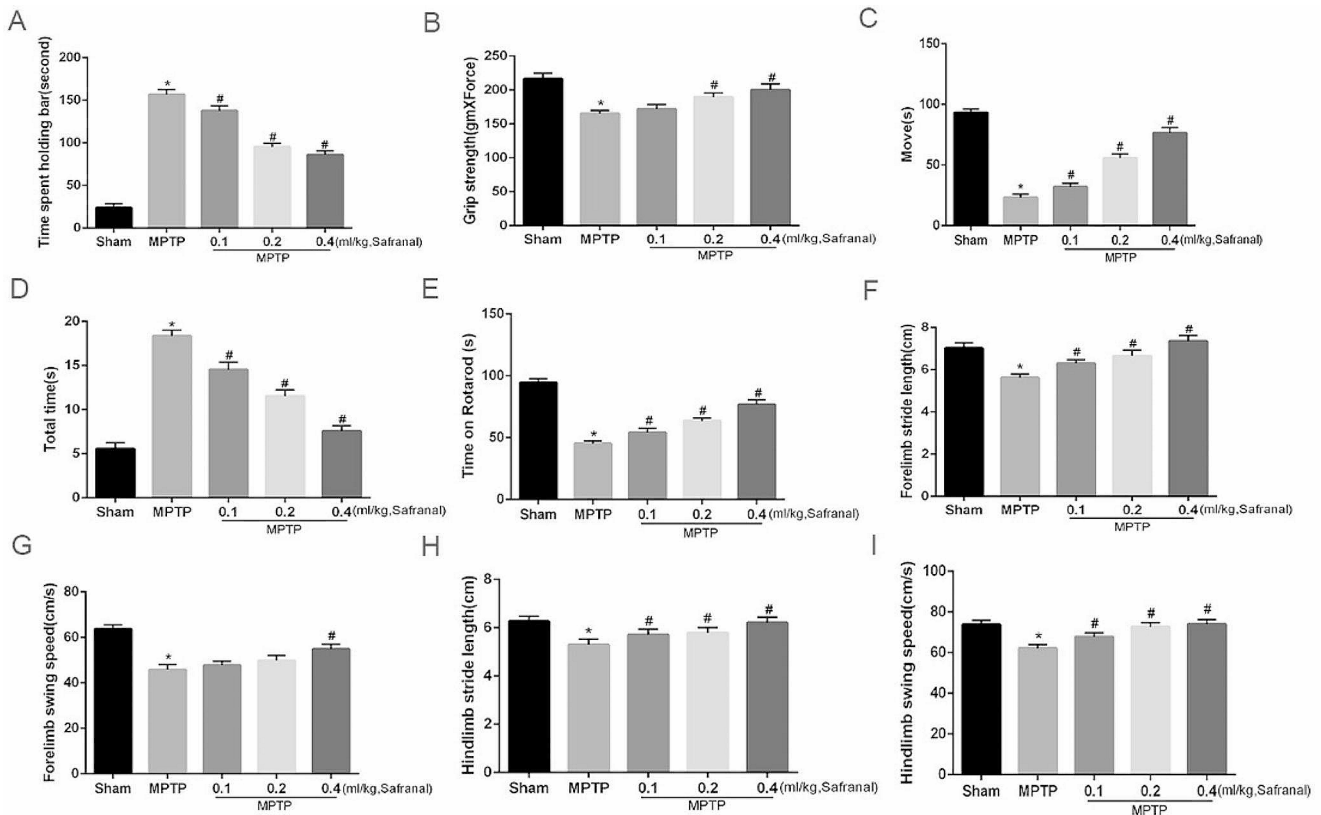 A
Time spent holding bar(second)
200
150
100
50
0
*
#
#
#
Sham MPTP 0.1 0.2 0.4(ml/kg,Safranal)
MPTP
B
Grip strength(gmXForce)
250
200
150
100
50
0
*
#
#
Sham MPTP 0.1 0.2 0.4(ml/kg,Safranal)
MPTP
C
Move(s)
150
100
50
0
*
#
#
#
Sham MPTP 0.1 0.2 0.4(ml/kg,Safranal)
MPTP
D
Total time(s)
20
15
10
5
0
*
#
#
#
Sham MPTP 0.1 0.2 0.4(ml/kg,Safranal)
MPTP
E
Time on Rotarod (s)
150
100
50
0
*
#
#
#
Sham MPTP 0.1 0.2 0.4(ml/kg,Safranal)
MPTP
F
Forelimb stride length(cm)
8
6
4
2
0
*
#
#
#
Sham MPTP 0.1 0.2 0.4(ml/kg,Safranal)
MPTP
G
Forelimb swing speed(cm/s)
80
60
40
20
0
*
#
Sham MPTP 0.1 0.2 0.4(ml/kg,Safranal)
MPTP
H
Hindlimb stride length(cm)
8
6
4
2
0
*
#
#
#
Sham MPTP 0.1 0.2 0.4(ml/kg,Safranal)
MPTP
I
Hindlimb swing speed(cm/s)
100
80
60
40
20
0
*
#
#
#
Sham MPTP 0.1 0.2 0.4(ml/kg,Safranal)
MPTP